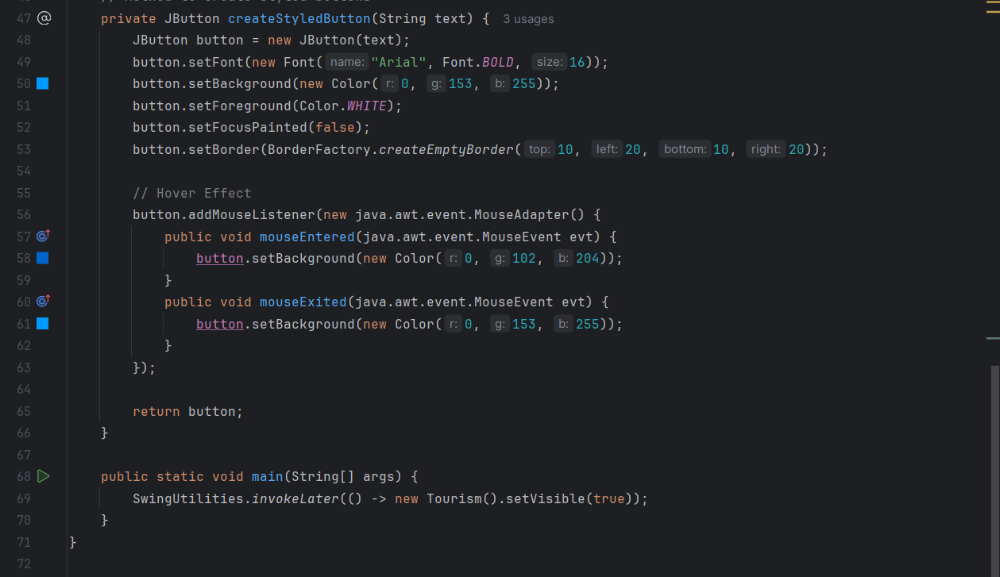 47 @ private JButton createStyledButton(String text) { 3 usages
48 JButton button = new JButton(text);
49 button.setFont(new Font( name: "Arial", Font.BOLD, size: 16));
50 button.setBackground(new Color( r: 0, g: 153, b: 255));
51 button.setForeground(Color.WHITE);
52 button.setFocusPainted(false);
53 button.setBorder(BorderFactory.createEmptyBorder( top: 10, left: 20, bottom: 10, right: 20));
54
55 // Hover Effect
56 button.addMouseListener(new java.awt.event.MouseAdapter() {
57 public void mouseEntered(java.awt.event.MouseEvent evt) {
58 button.setBackground(new Color( r: 0, g: 102, b: 204));
59 }
60 public void mouseExited(java.awt.event.MouseEvent evt) {
61 button.setBackground(new Color( r: 0, g: 153, b: 255));
62 }
63 });
64
65 return button;
66 }
67
68 public static void main(String[] args) {
69 SwingUtilities.invokeLater(() -> new Tourism().setVisible(true));
70 }
71 }
72